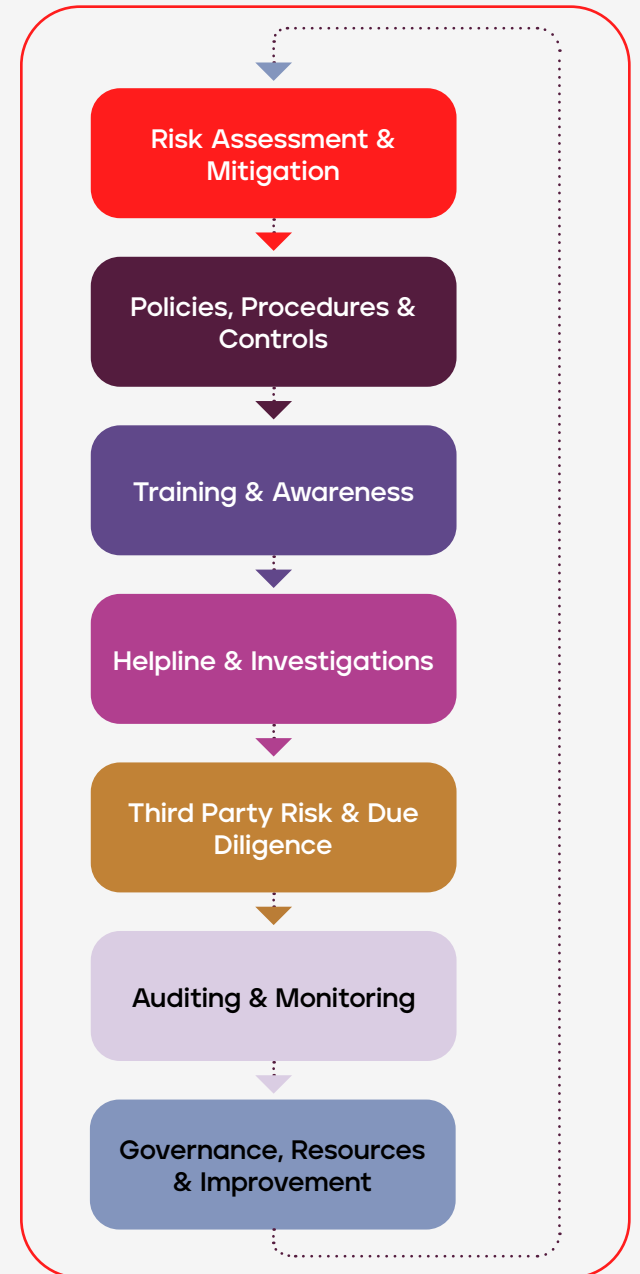 Risk Assessment &
Mitigation
Policies, Procedures &
Controls
Training & Awareness
Helpline & Investigations
Third Party Risk & Due
Diligence
Auditing & Monitoring
Governance, Resources
& Improvement